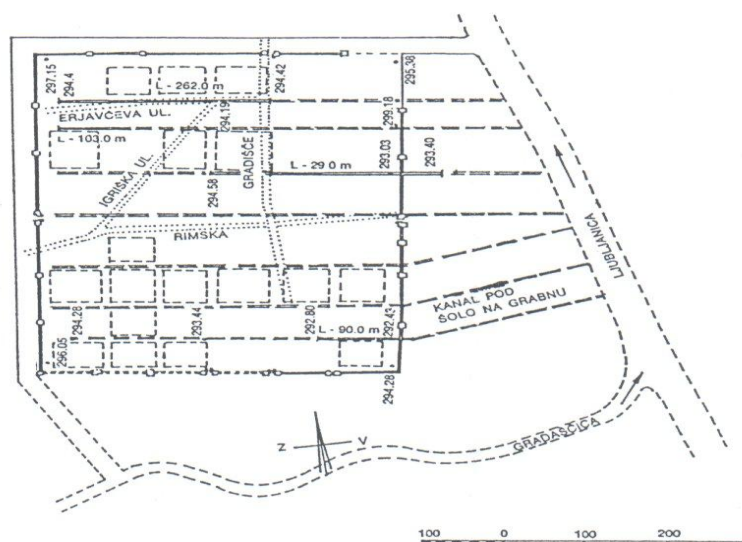 297.15
294.4
294.42
295.38
L - 262.0 m
ERJAVČEVA UL.
294.19
299.18
L - 103.0 m
IGRIŠKA UL.
294.58
GRADIŠČE
L - 29.0 m
293.03
293.40
RIMSKA
LJUBLJANICA
KANAL POD
ŠOLO NA GRABNU
294.28
293.44
292.80
L - 90.0 m
292.43
296.05
294.28
Z V
GRADAŠČICA
100 0 100 200